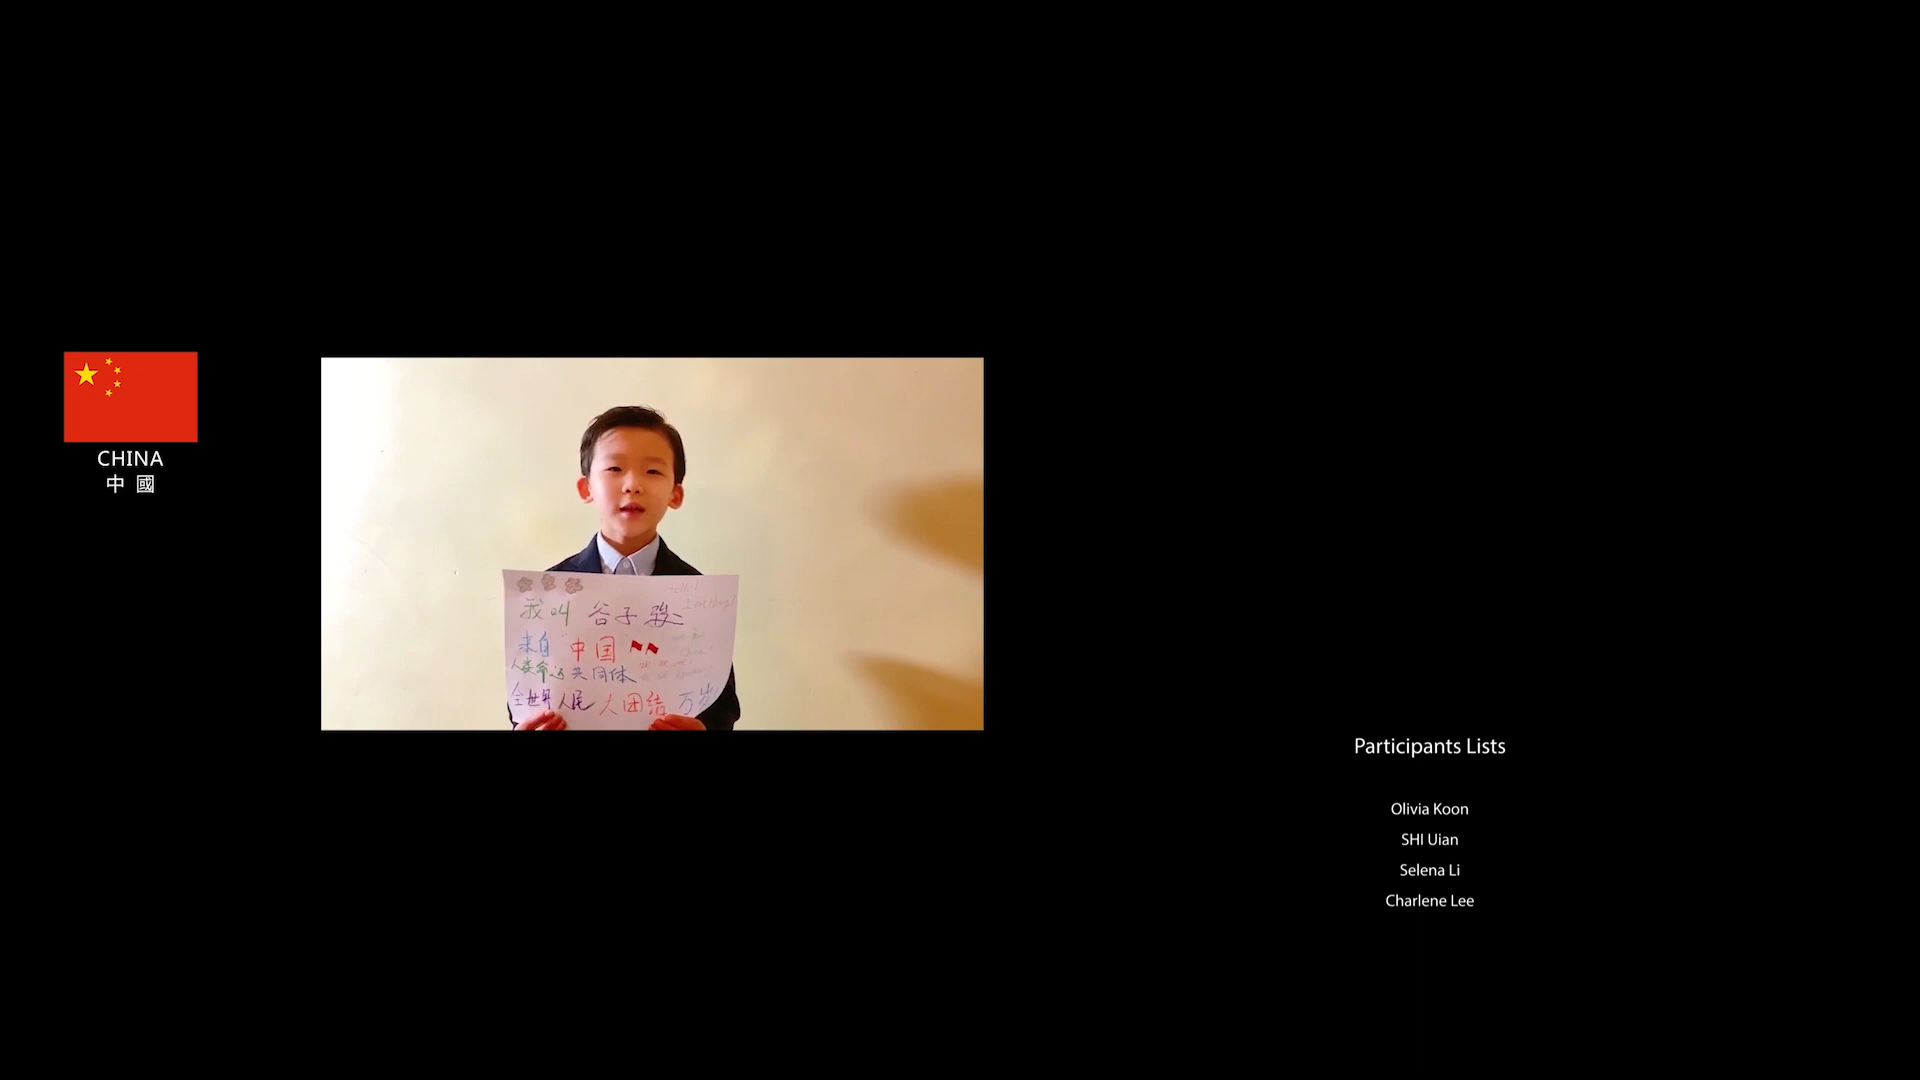 CHINA
中 國
我叫 谷子骏
来自 "中国"
人类命运共同体
全世界人民 大团结 万岁
Participants Lists
Olivia Koon
SHI Uian
Selena Li
Charlene Lee